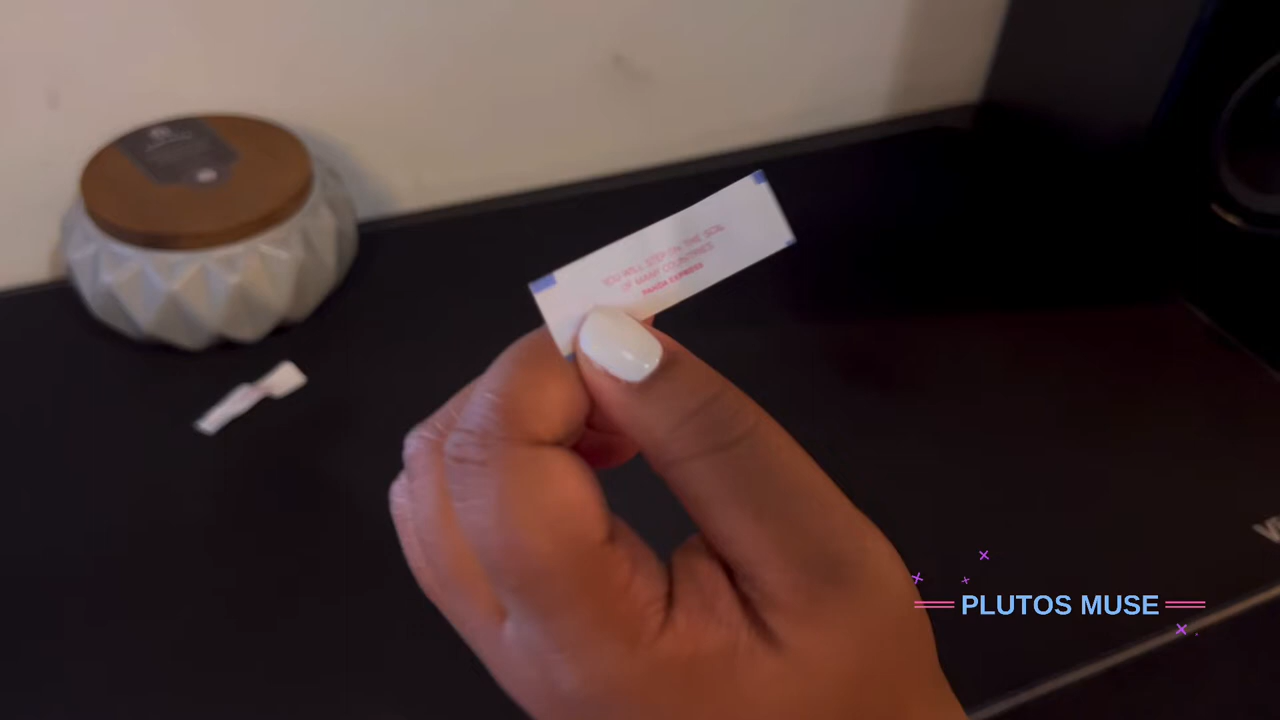 YOU WILL STEP ON THE SOIL
OF MANY COUNTRIES
PANDA EXPRESS
PLUTOS MUSE